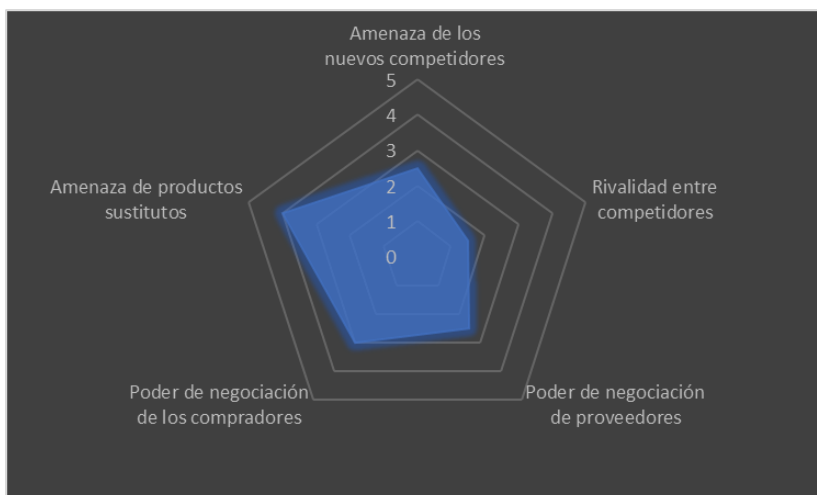 Amenaza de los
nuevos competidores
5
4
3
2
1
0
Amenaza de productos
sustitutos
Rivalidad entre
competidores
Poder de negociación
de los compradores
Poder de negociación
de proveedores